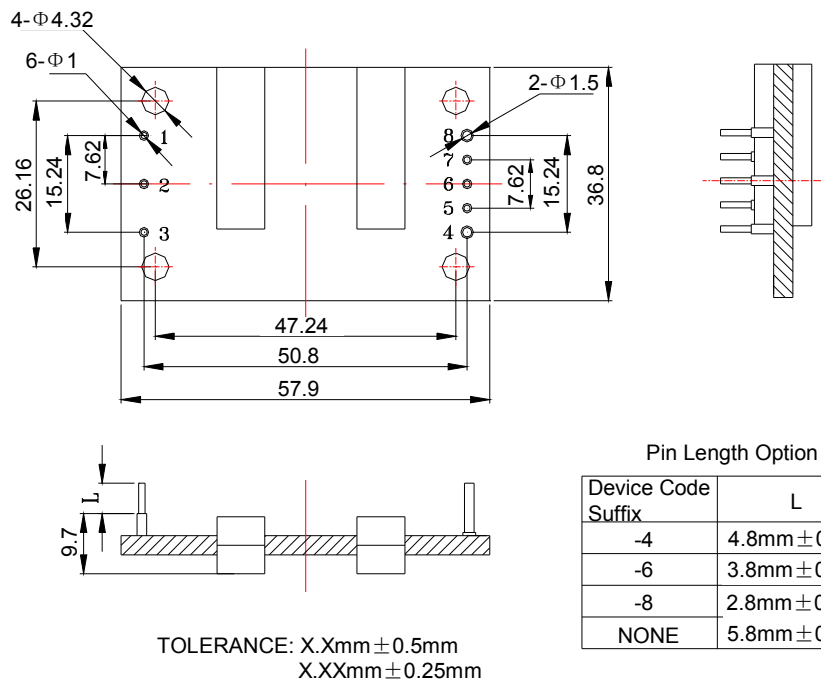 4-Φ4.32
6-Φ1
2-Φ1.5
1
2
3
8
7
6
5
4
26.16
15.24
7.62
7.62
15.24
36.8
47.24
50.8
57.9
L
9.7
Pin Length Option
Device Code Suffix L
-4 4.8mm±0
-6 3.8mm±0
-8 2.8mm±0
NONE 5.8mm±0
TOLERANCE: X.Xmm±0.5mm
X.XXmm±0.25mm